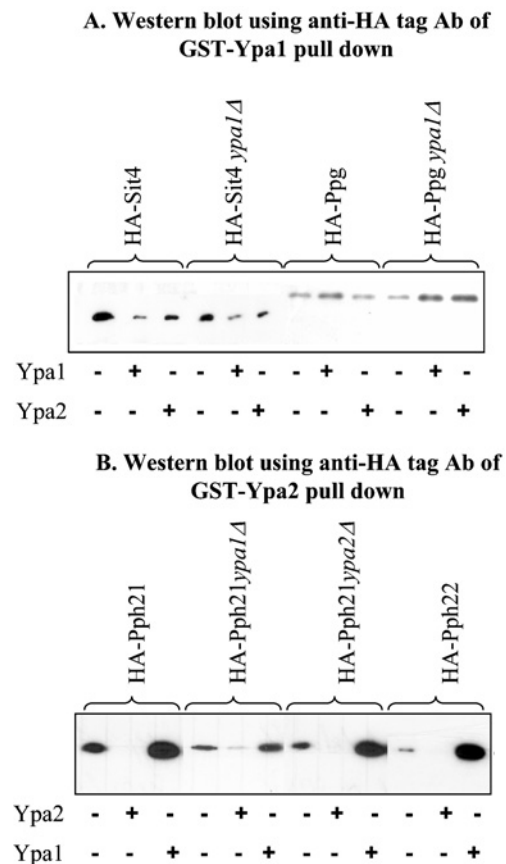 A. Western blot using anti-HA tag Ab of
GST-Ypa1 pull down
HA-Sit4
HA-Sit4 ypa1Δ
HA-Ppg
HA-Ppg ypa1Δ
Ypa1 - + - - + - - + - - + -
Ypa2 - - + - - + - - + - - +
B. Western blot using anti-HA tag Ab of
GST-Ypa2 pull down
HA-Pph21
HA-Pph21ypa1Δ
HA-Pph21ypa2Δ
HA-Pph22
Ypa2 - + - - + - - + - - + -
Ypa1 - - + - - + - - + - - +